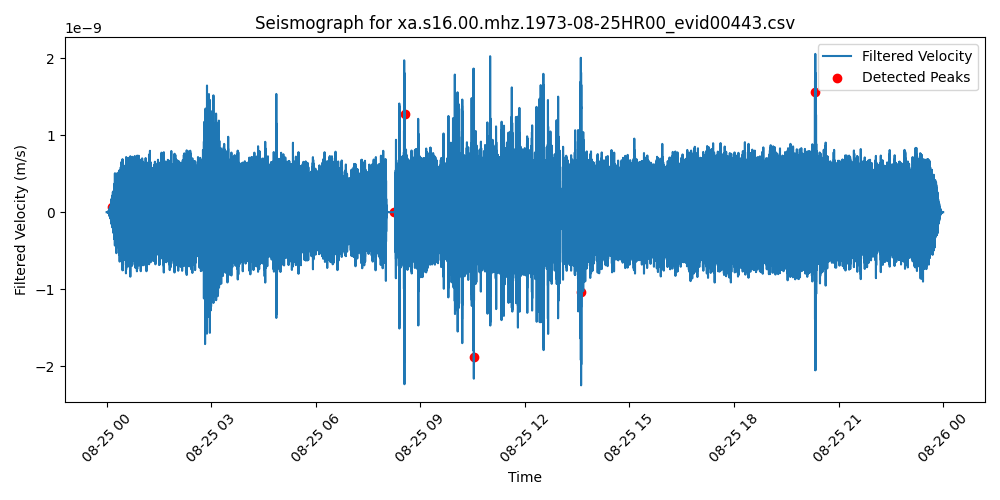 Seismograph for xa.s16.00.mhz.1973-08-25HR00_evid00443.csv
1e−9
Filtered Velocity
Detected Peaks
2
1
0
−1
−2
Filtered Velocity (m/s)
08-25 00
08-25 03
08-25 06
08-25 09
08-25 12
08-25 15
08-25 18
08-25 21
08-26 00
Time